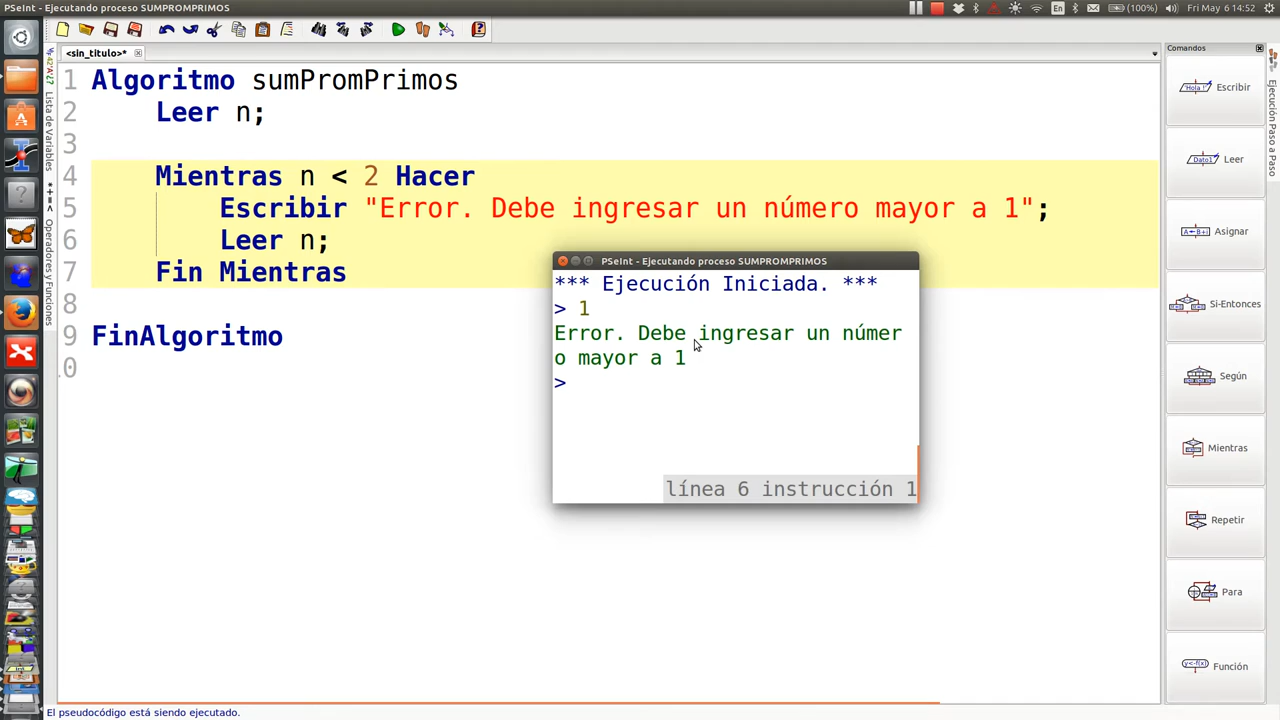 PSeInt - Ejecutando proceso SUMPROMPRIMOS
En
(100%)
Fri May 6 14:52
<sin_titulo>*
Comandos
Lista de Variables
Operadores y Funciones
Ejecución Paso a Paso
1 Algoritmo sumPromPrimos
2 Leer n;
3
4 Mientras n < 2 Hacer
5 Escribir "Error. Debe ingresar un número mayor a 1";
6 Leer n;
7 Fin Mientras
8
9 FinAlgoritmo
0
PSeInt - Ejecutando proceso SUMPROMPRIMOS
*** Ejecución Iniciada. ***
> 1
Error. Debe ingresar un númer
o mayor a 1
>
línea 6 instrucción 1
'Hola !'
Escribir
Dato1
Leer
A←B+1
Asignar
Si-Entonces
Según
Mientras
Repetir
Para
y<-f(x)
Función
El pseudocódigo está siendo ejecutado.